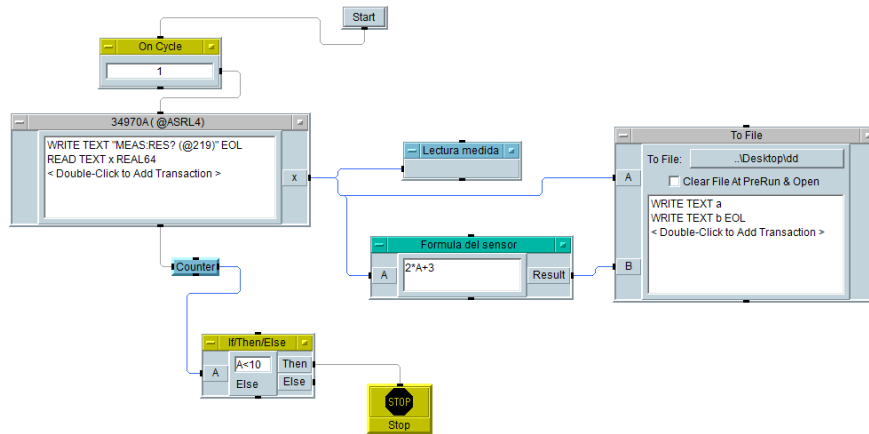 Start
On Cycle
1
34970A( @ASRL4)
WRITE TEXT "MEAS:RES? (@219)" EOL
READ TEXT x REAL64
< Double-Click to Add Transaction >
x
Lectura medida
To File
To File:
..\Desktop\dd
Clear File At PreRun & Open
A
B
WRITE TEXT a
WRITE TEXT b EOL
< Double-Click to Add Transaction >
Formula del sensor
A
2*A+3
Result
Counter
If/Then/Else
A
A<10
Then
Else
Else
STOP
Stop